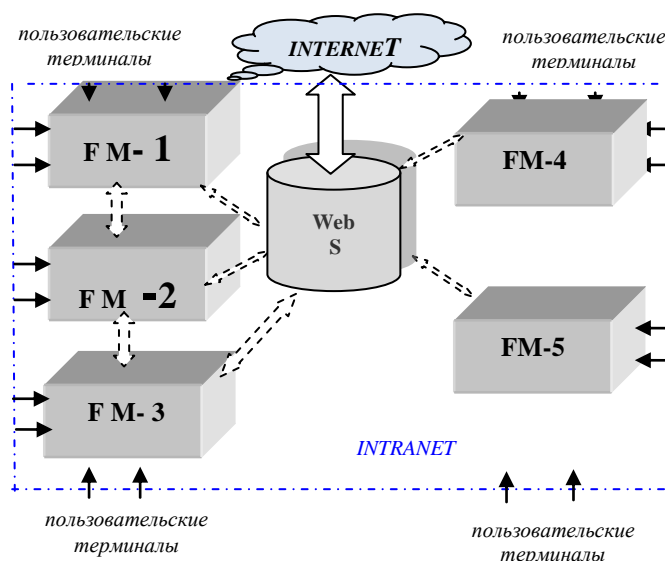 пользовательские
терминалы
INTERNET
пользовательские
терминалы
F M- 1
FM-4
Web
S
F M -2
FM-5
F M- 3
INTRANET
пользовательские
терминалы
пользовательские
терминалы